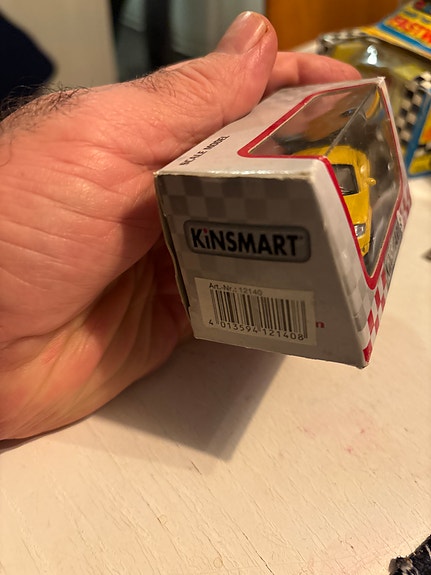 SCALE MODEL
KiNSMART
Art.-Nr.: 12140
4 013594 121408